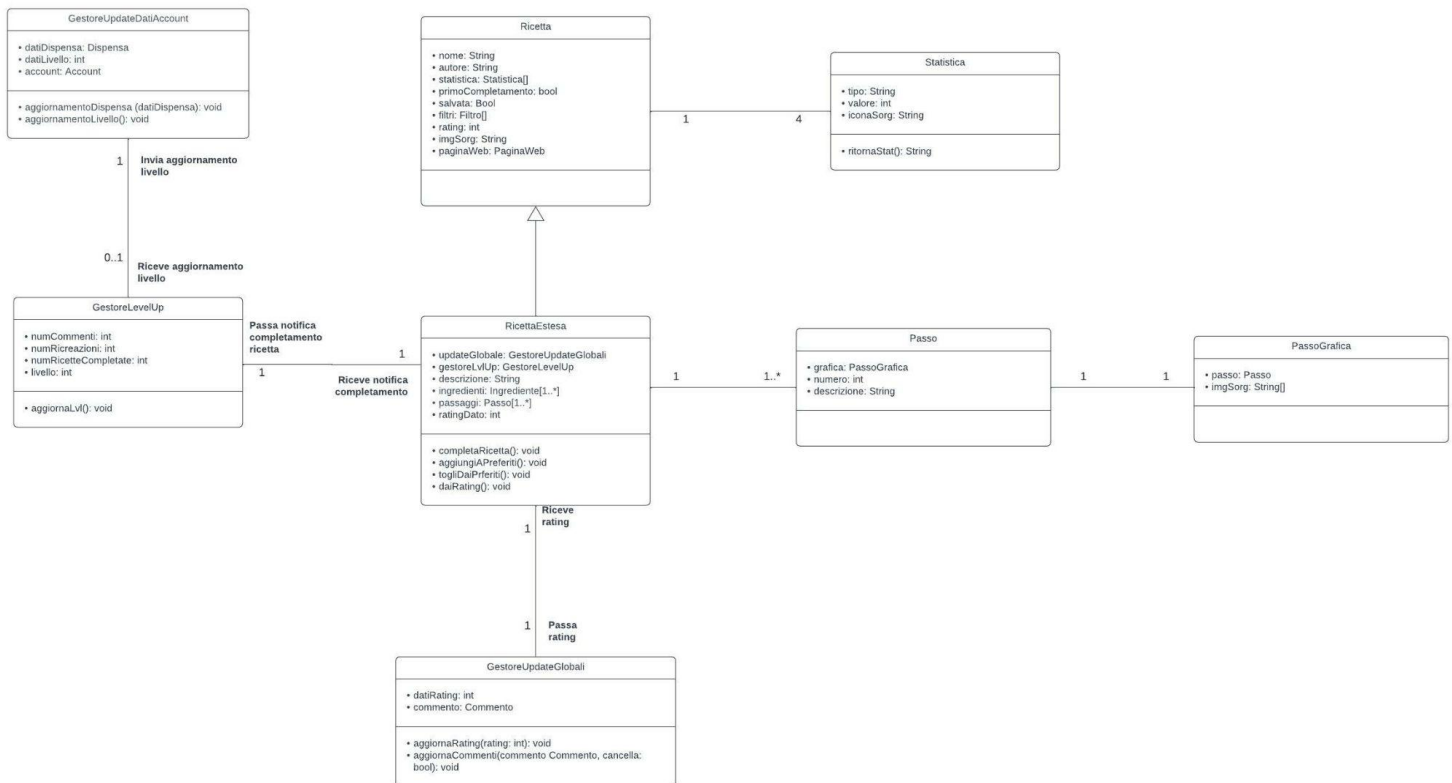 GestoreUpdateDatiAccount
• datiDispensa: Dispensa
• datiLivello: int
• account: Account
• aggiornamentoDispensa (datiDispensa): void
• aggiornamentoLivello(): void
1
Invia aggiornamento
livello
0..1
Riceve aggiornamento
livello
GestoreLevelUp
• numCommenti: int
• numRicreazioni: int
• numRicetteCompletate: int
• livello: int
• aggiornaLvl(): void
Passa notifica
completamento
ricetta
1
1
Riceve notifica
completamento
Ricetta
• nome: String
• autore: String
• statistica: Statistica[]
• primoCompletamento: bool
• salvata: Bool
• filtri: Filtro[]
• rating: int
• imgSorg: String
• paginaWeb: PaginaWeb
1
4
Statistica
• tipo: String
• valore: int
• iconaSorg: String
• ritornaStat(): String
RicettaEstesa
• updateGlobale: GestoreUpdateGlobali
• gestoreLvlUp: GestoreLevelUp
• descrizione: String
• ingredienti: Ingrediente[1..*]
• passaggi: Passo[1..*]
• ratingDato: int
• completaRicetta(): void
• aggiungiAPreferiti(): void
• togliDaiPrferiti(): void
• daiRating(): void
1
1..*
Passo
• grafica: PassoGrafica
• numero: int
• descrizione: String
1
1
PassoGrafica
• passo: Passo
• imgSorg: String[]
Riceve
rating
1
1
Passa
rating
GestoreUpdateGlobali
• datiRating: int
• commento: Commento
• aggiornaRating(rating: int): void
• aggiornaCommenti(commento Commento, cancella:
bool): void